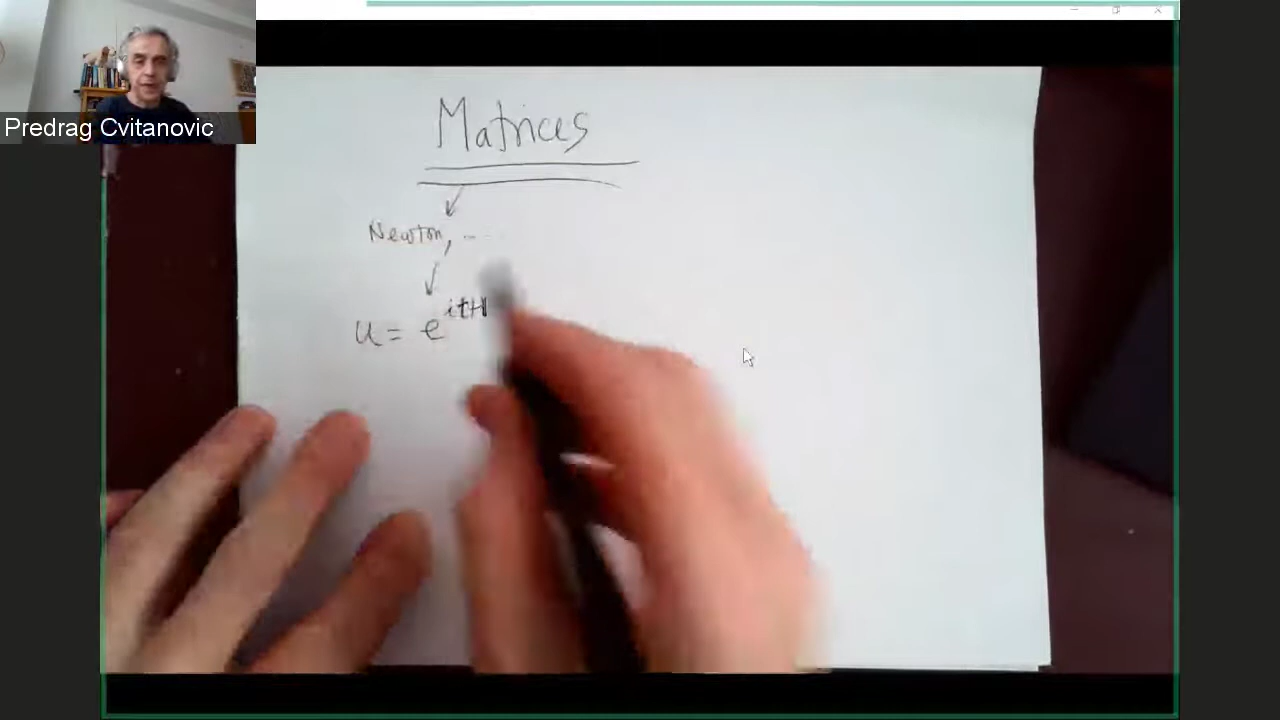 Predrag Cvitanovic
Matrices
Newton, ...
u = e^{itH}